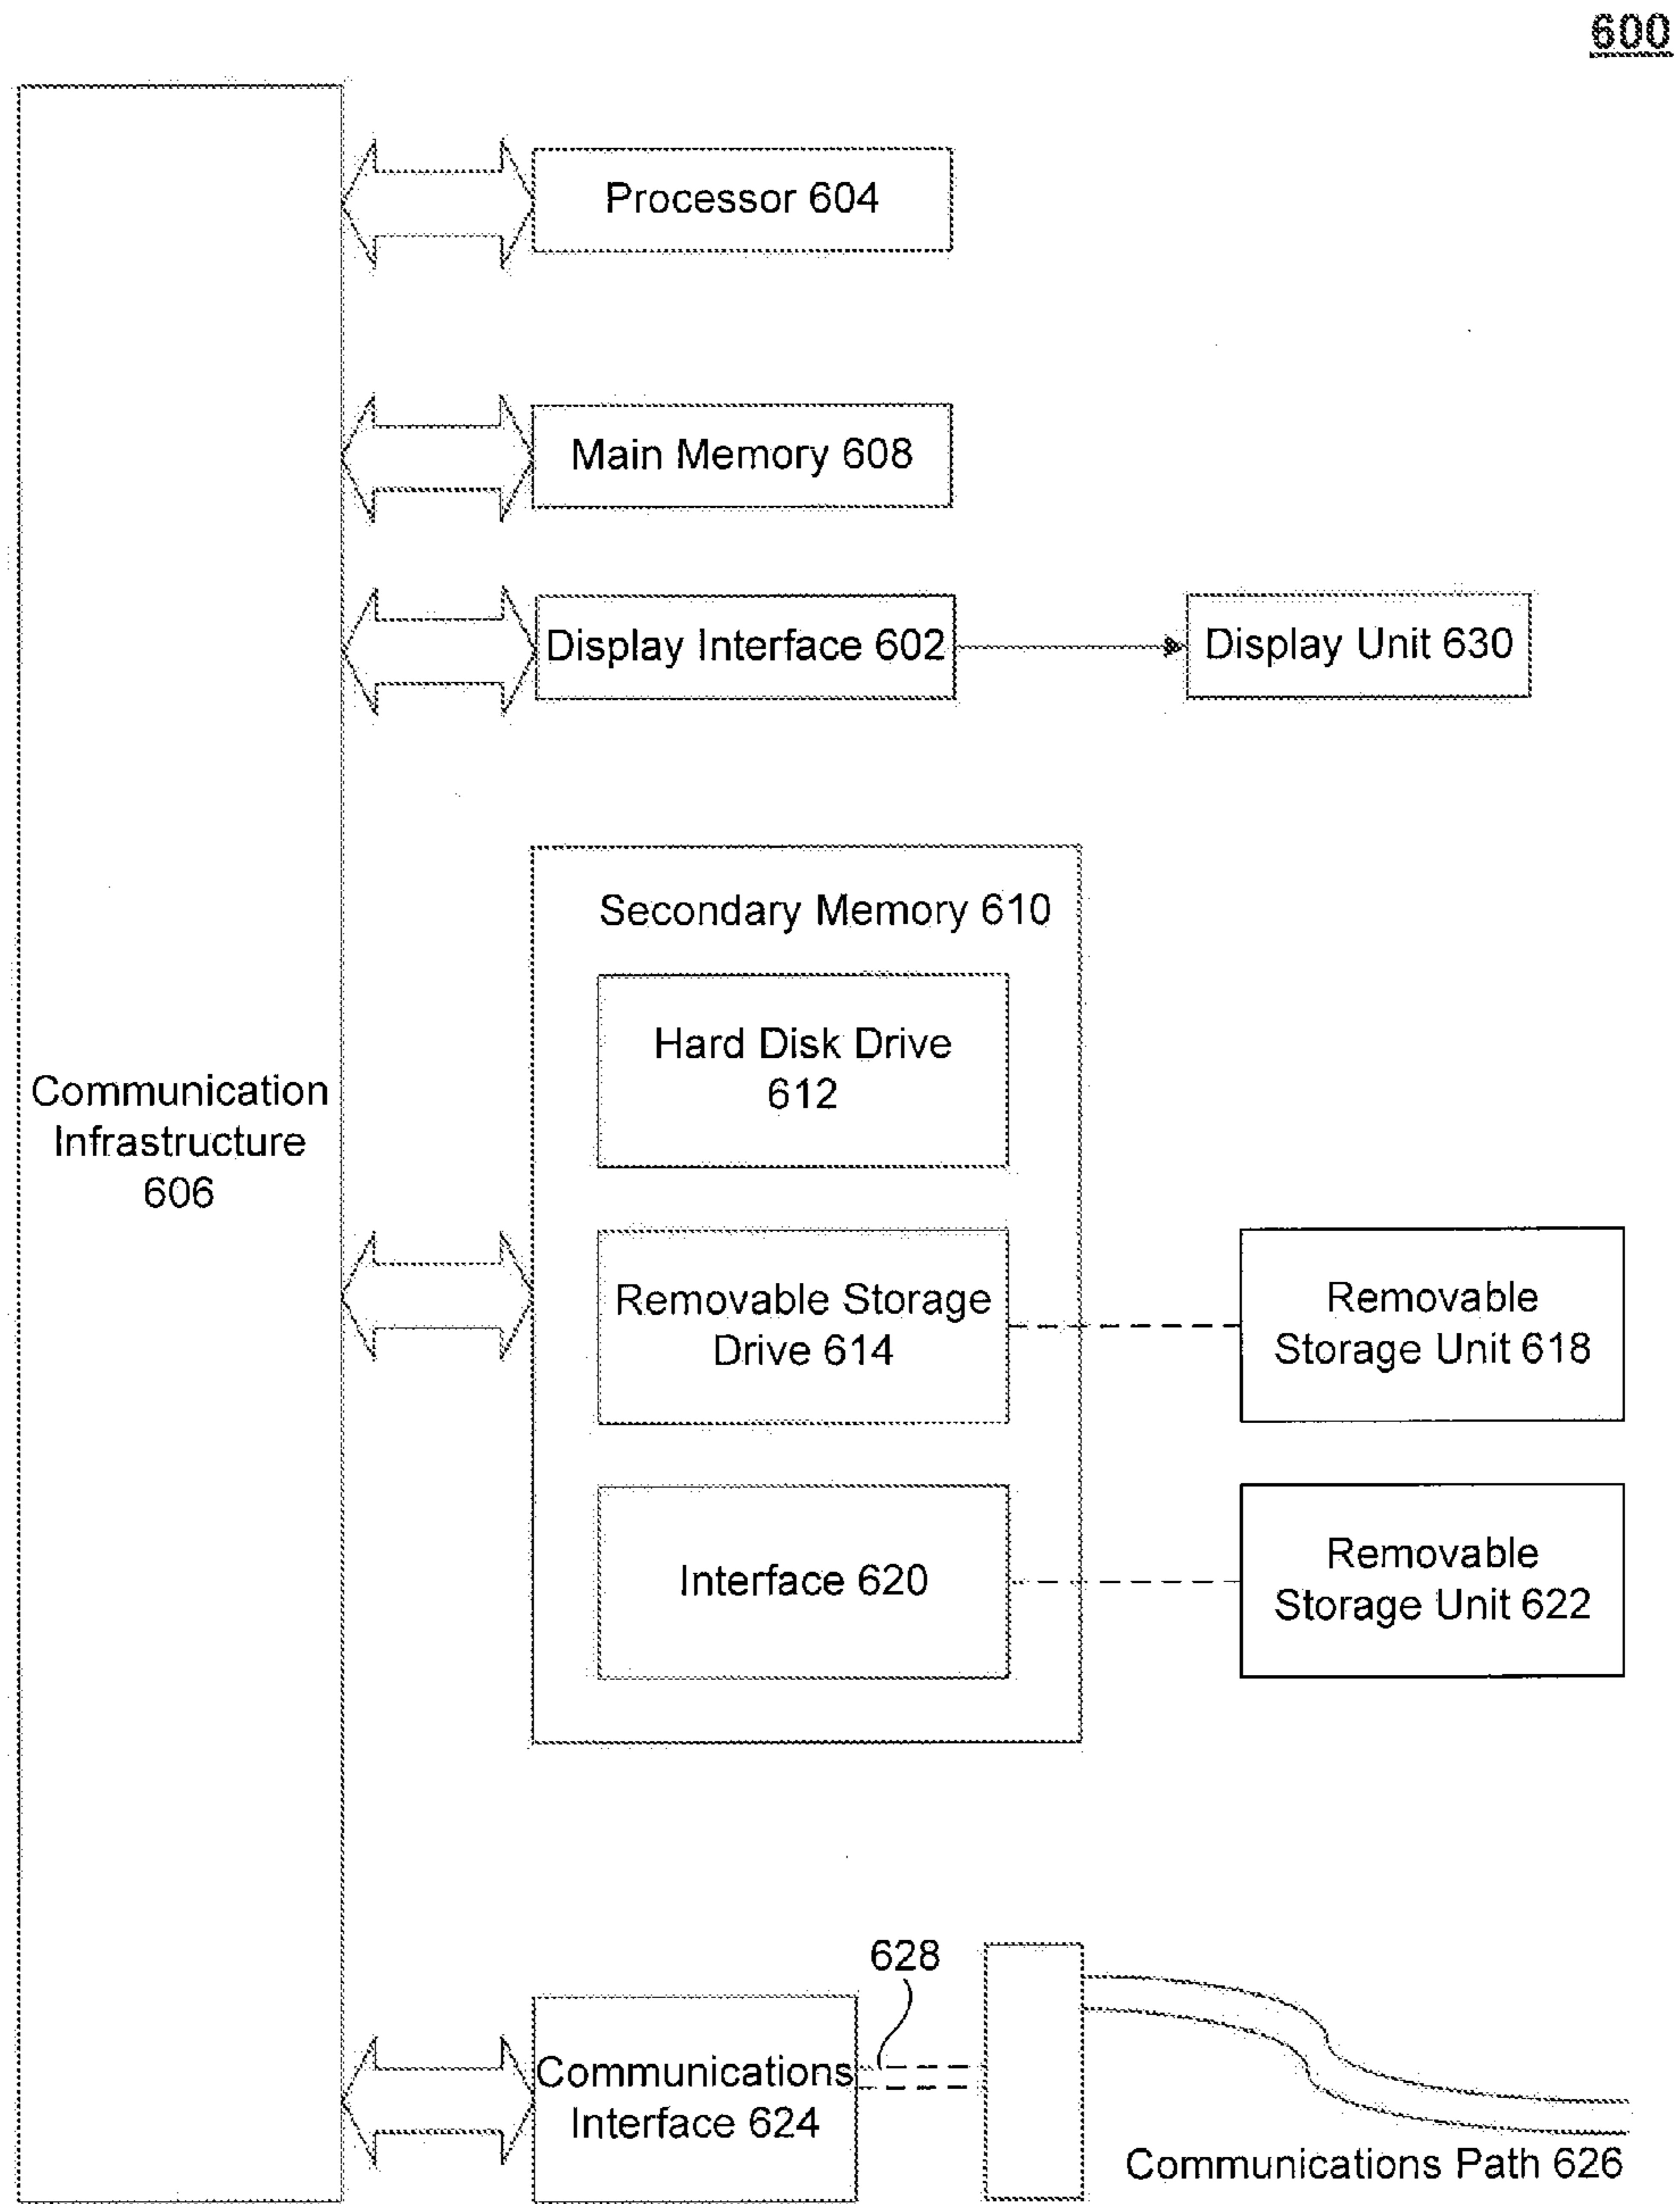 600
Processor 604
Main Memory 608
Display Interface 602
Display Unit 630
Secondary Memory 610
Hard Disk Drive
612
Communication
Infrastructure
606
Removable Storage
Drive 614
Removable
Storage Unit 618
Interface 620
Removable
Storage Unit 622
628
Communications
Interface 624
Communications Path 626